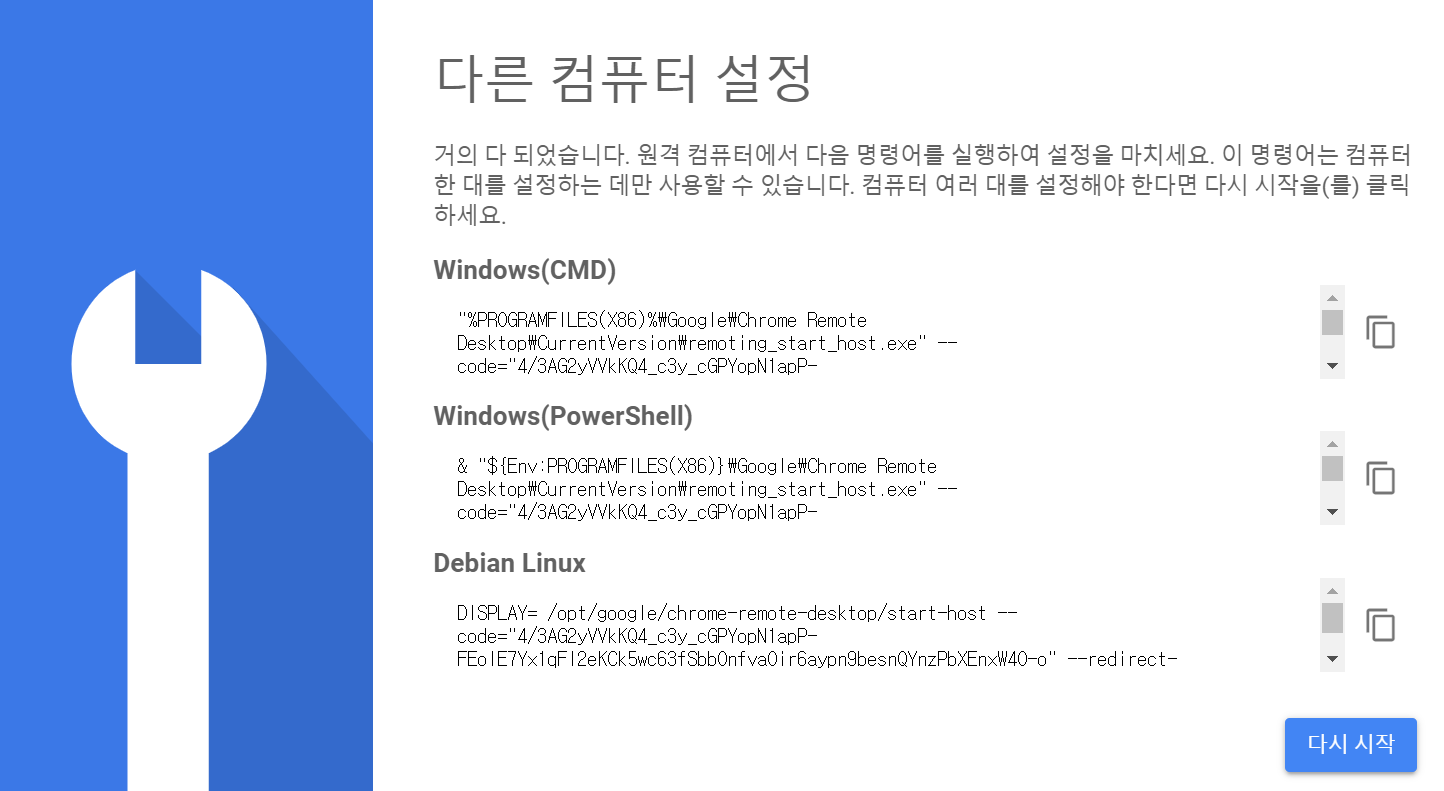 다른 컴퓨터 설정
거의 다 되었습니다. 원격 컴퓨터에서 다음 명령어를 실행하여 설정을 마치세요. 이 명령어는 컴퓨터
한 대를 설정하는 데만 사용할 수 있습니다. 컴퓨터 여러 대를 설정해야 한다면 다시 시작을(를) 클릭
하세요.
Windows(CMD)
"%PROGRAMFILES(X86)%₩Google₩Chrome Remote
Desktop₩CurrentVersion₩remoting_start_host.exe" --
code="4/3AG2yVVkKQ4_c3y_cGPYopN1apP-
Windows(PowerShell)
& "${Env:PROGRAMFILES(X86)}₩Google₩Chrome Remote
Desktop₩CurrentVersion₩remoting_start_host.exe" --
code="4/3AG2yVVkKQ4_c3y_cGPYopN1apP-
Debian Linux
DISPLAY= /opt/google/chrome-remote-desktop/start-host --
code="4/3AG2yVVkKQ4_c3y_cGPYopN1apP-
FEolE7Yx1qFl2eKCk5wc63fSbb0nfva0ir6aypn9besnQYnzPbXEnxW40-o" --redirect-
다시 시작